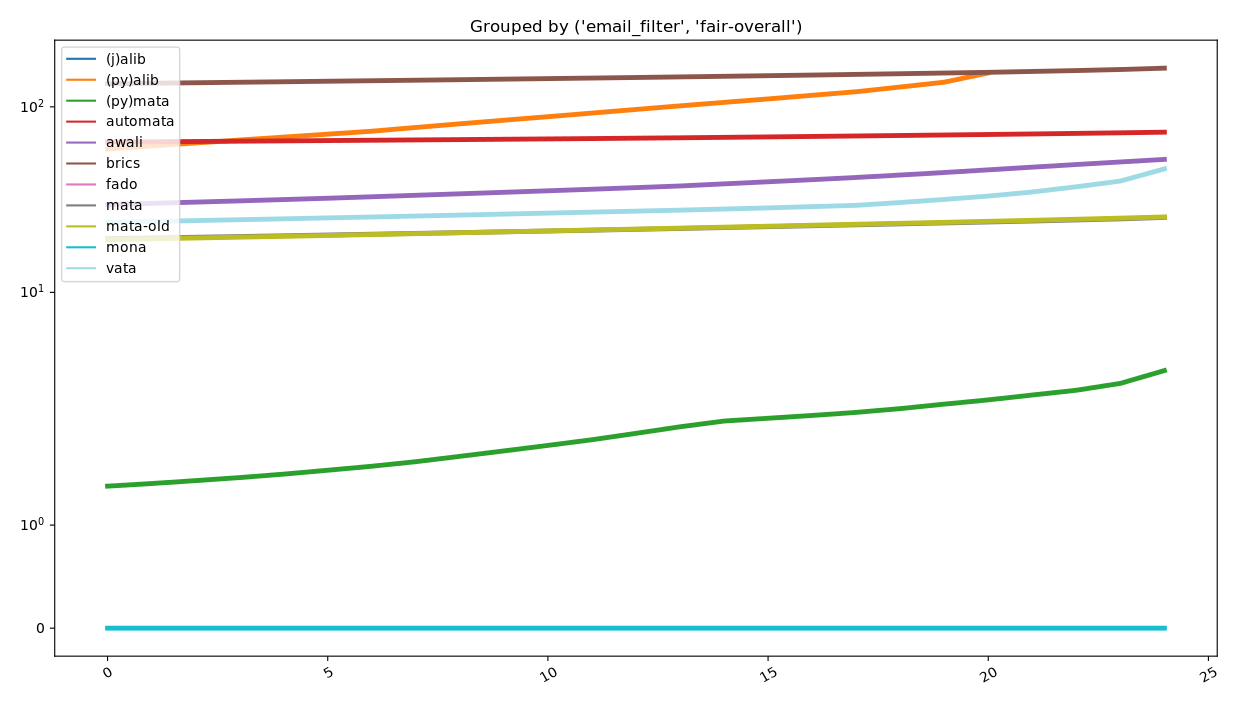 Grouped by ('email_filter', 'fair-overall')
(j)alib
(py)alib
(py)mata
automata
awali
brics
fado
mata
mata-old
mona
vata
10²
10¹
10⁰
0
0
5
10
15
20
25